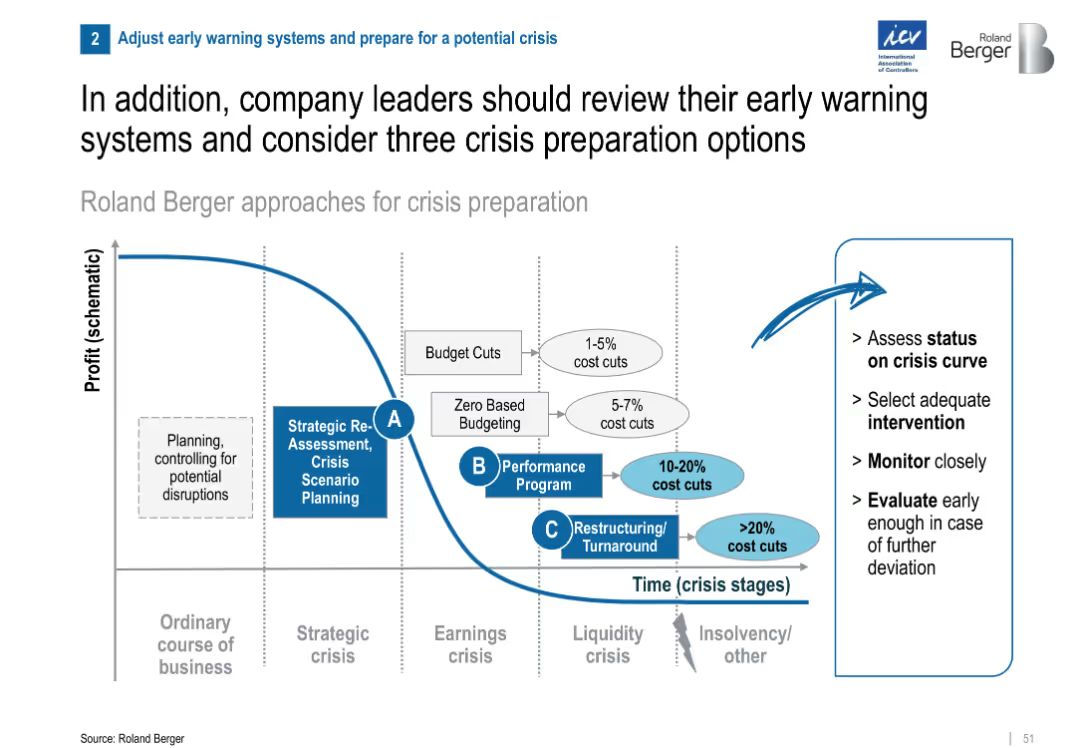 2
Adjust early warning systems and prepare for a potential crisis
icv
International
Association
of Controllers
Roland
Berger
B
In addition, company leaders should review their early warning
systems and consider three crisis preparation options
Roland Berger approaches for crisis preparation
Profit (schematic)
Planning,
controlling for
potential
disruptions
Strategic Re-
Assessment,
Crisis
Scenario
Planning
A
Budget Cuts
1-5%
cost cuts
Zero Based
Budgeting
5-7%
cost cuts
B
Performance
Program
10-20%
cost cuts
C
Restructuring/
Turnaround
>20%
cost cuts
Time (crisis stages)
Ordinary
course of
business
Strategic
crisis
Earnings
crisis
Liquidity
crisis
Insolvency/
other
> Assess status
on crisis curve
> Select adequate
intervention
> Monitor closely
> Evaluate early
enough in case
of further
deviation
Source: Roland Berger
51